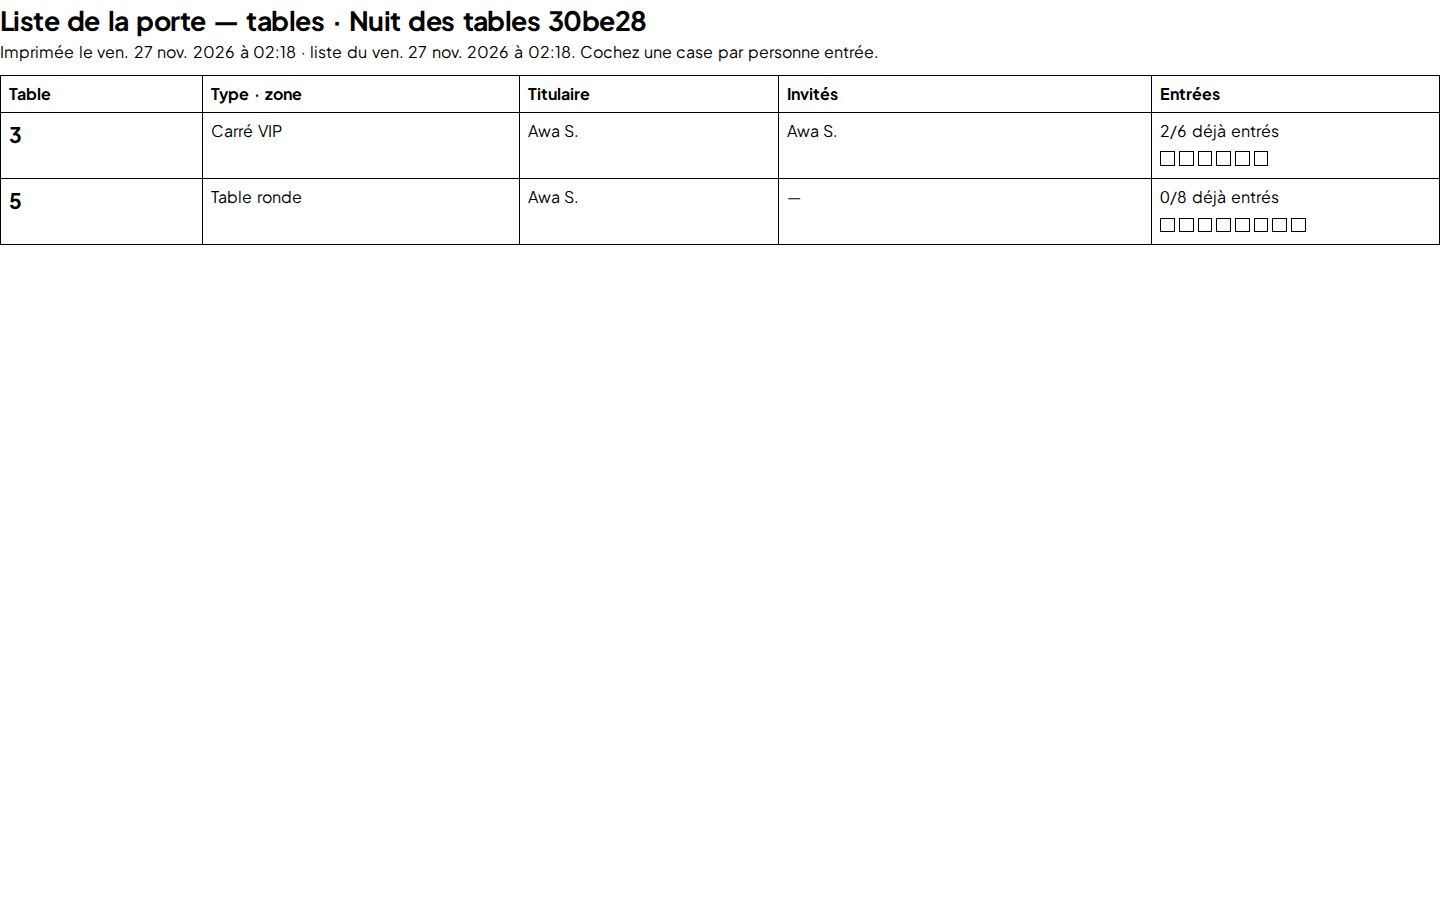 Liste de la porte — tables · Nuit des tables 30be28
Imprimée le ven. 27 nov. 2026 à 02:18 · liste du ven. 27 nov. 2026 à 02:18. Cochez une case par personne entrée.
Table Type · zone Titulaire Invités Entrées
3 Carré VIP Awa S. Awa S. 2/6 déjà entrés
5 Table ronde Awa S. — 0/8 déjà entrés